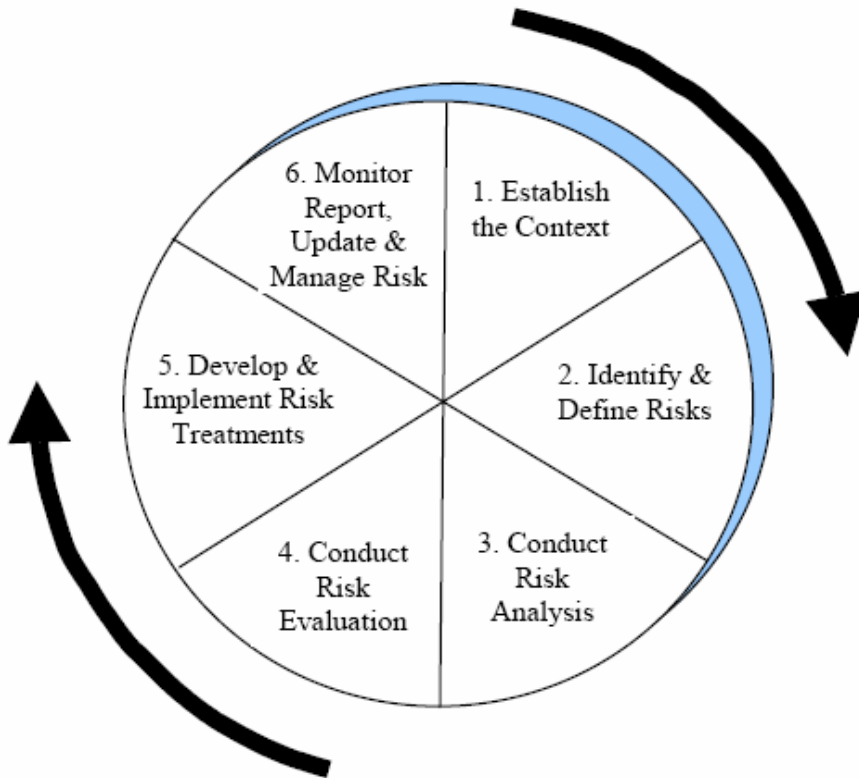 1. Establish
the Context
2. Identify &
Define Risks
3. Conduct
Risk
Analysis
4. Conduct
Risk
Evaluation
5. Develop &
Implement Risk
Treatments
6. Monitor
Report,
Update &
Manage Risk